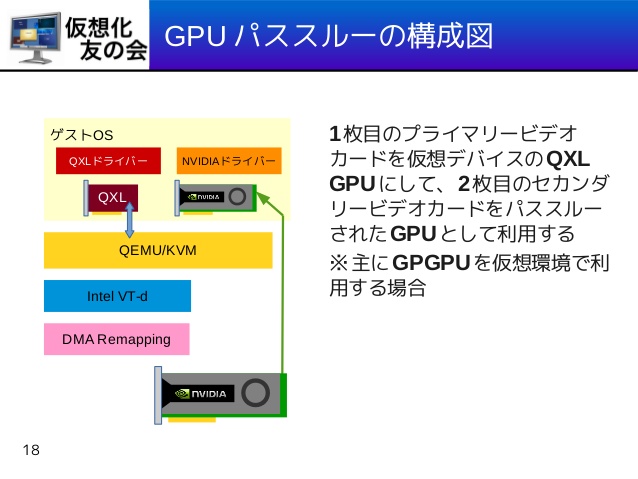 仮想化
友の会
GPU パススルーの構成図
ゲストOS
QXLドライバー
NVIDIAドライバー
QXL
NVIDIA
QEMU/KVM
Intel VT-d
DMA Remapping
NVIDIA
1枚目のプライマリービデオ
カードを仮想デバイスのQXL
GPUにして、2枚目のセカンダ
リービデオカードをパススルー
されたGPUとして利用する
※主にGPGPUを仮想環境で利
用する場合
18